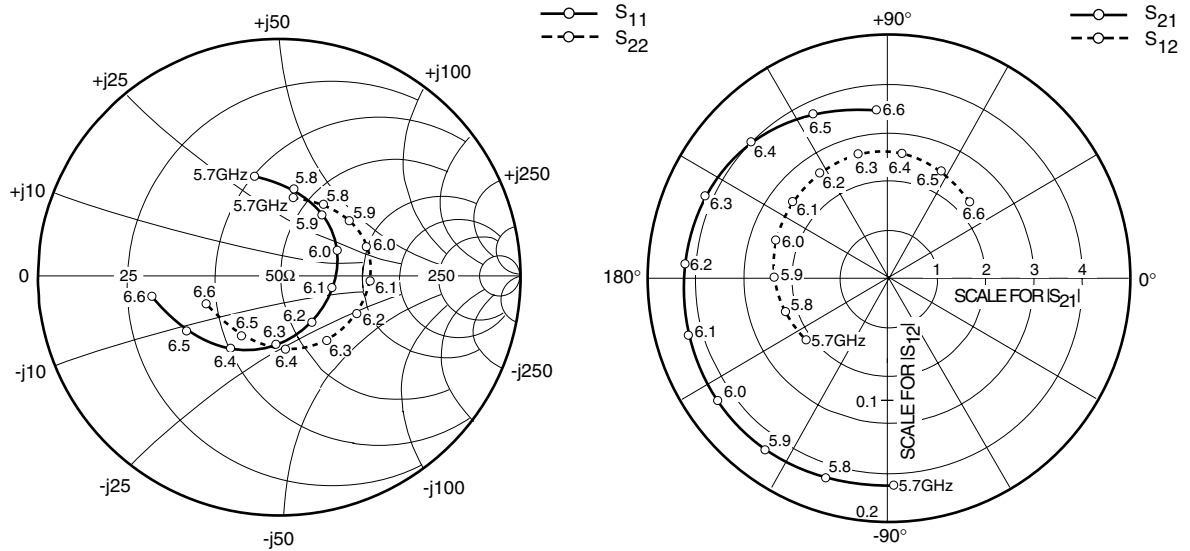 S11
S22
+j50
+j25
+j100
+j10
+j250
0
25
50Ω
250
-j10
-j250
-j25
-j100
-j50
5.7GHz
5.8
5.9
6.0
6.1
6.2
6.3
6.4
6.5
6.6
5.7GHz
5.8
5.9
6.0
6.1
6.2
6.3
6.4
6.5
6.6
S21
S12
+90°
180°
0°
-90°
1
2
3
4
SCALE FOR |S21|
SCALE FOR |S12|
0.1
0.2
6.6
6.5
6.4
6.3
6.2
6.1
6.0
5.9
5.8
5.7GHz
6.6
6.5
6.4
6.3
6.2
6.1
6.0
5.9
5.8
5.7GHz